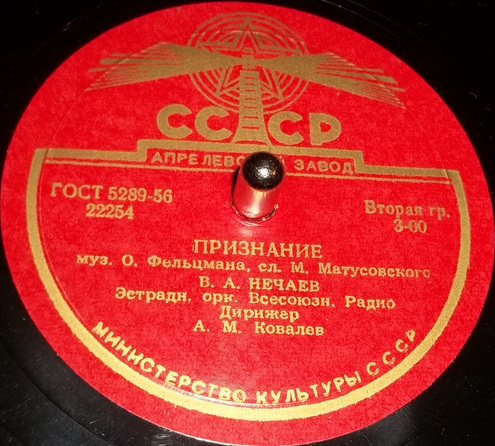 СССР
АПРЕЛЕВСКИЙ ЗАВОД
ГОСТ 5289-56
22254
Вторая гр.
3-00
ПРИЗНАНИЕ
муз. О. Фельцмана, сл. М. Матусовского
В. А. НЕЧАЕВ
Эстрадн. орк. Всесоюзн. Радио
Дирижер
А. М. Ковалев
МИНИСТЕРСТВО КУЛЬТУРЫ СССР